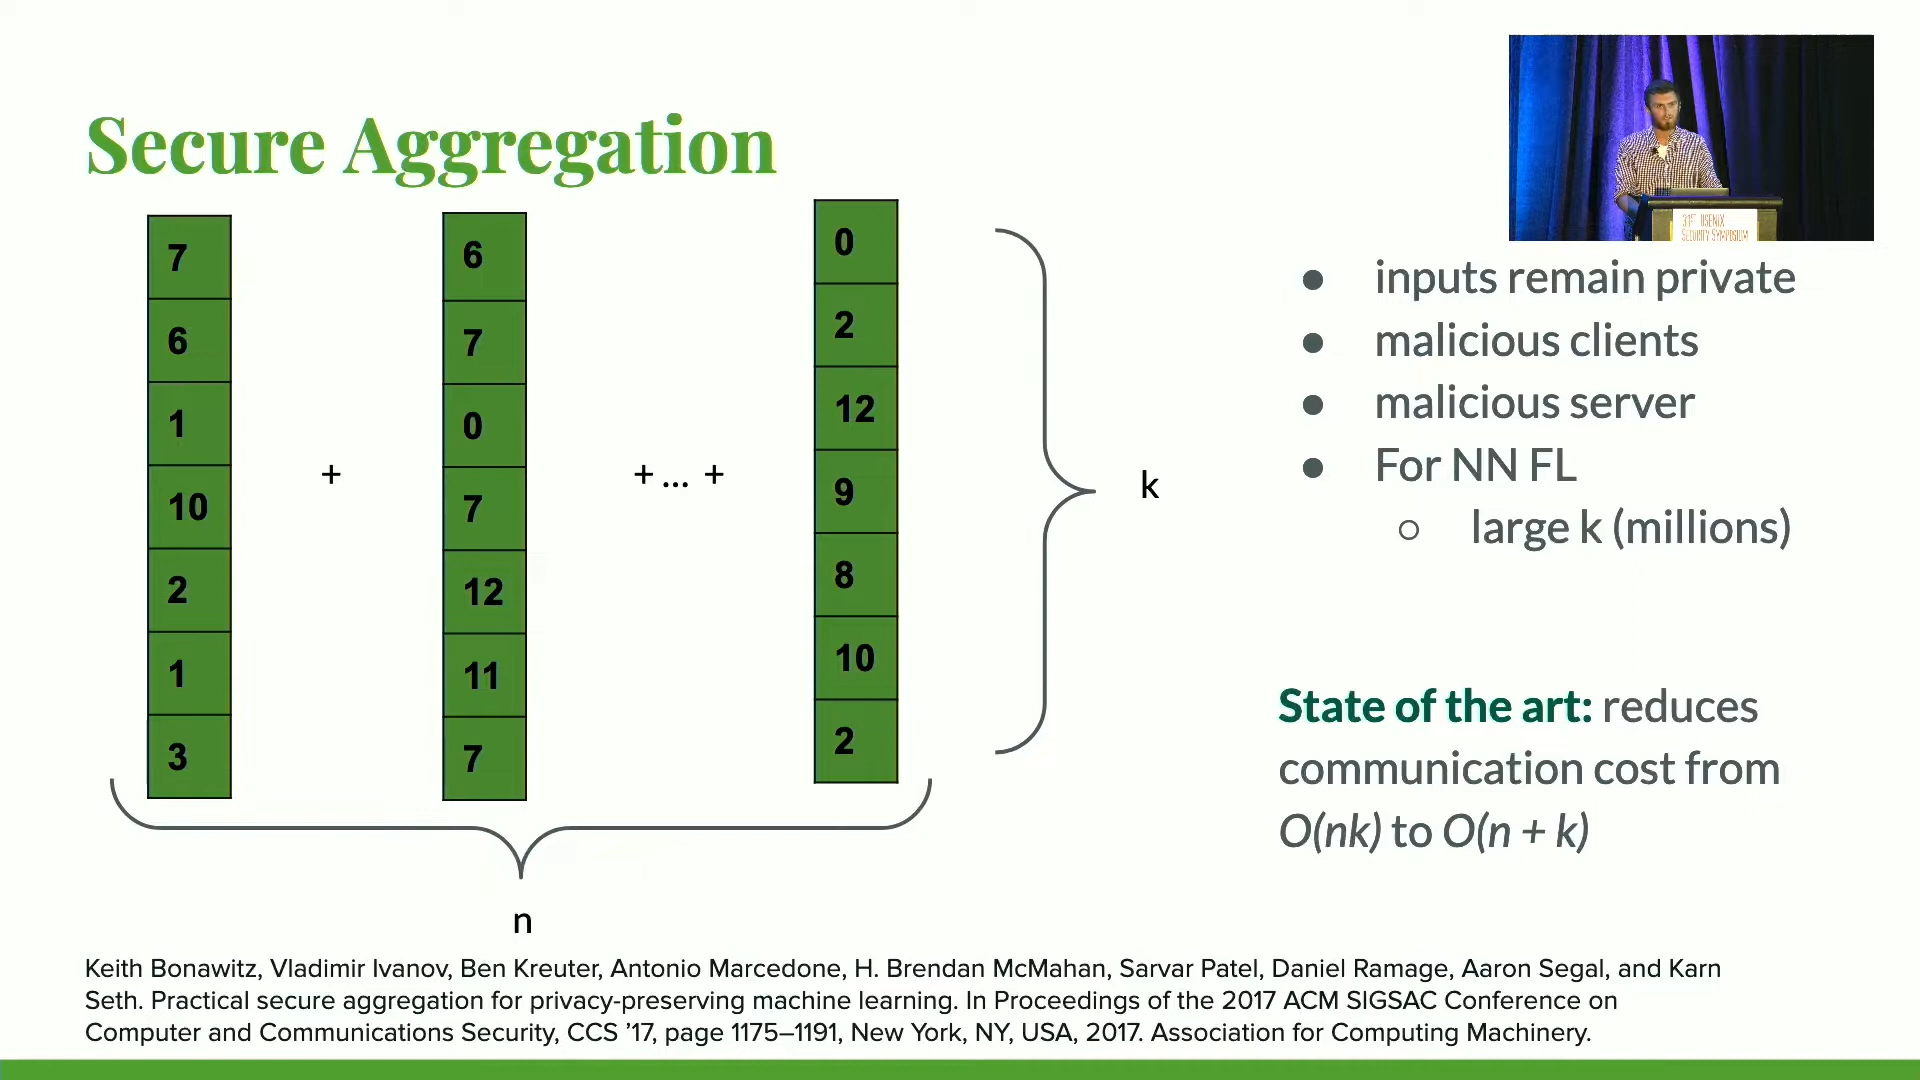 Secure Aggregation
31ST USENIX
SECURITY SYMPOSIUM
7
6
1
10
2
1
3
+
6
7
0
7
12
11
7
+ ... +
0
2
12
9
8
10
2
k
n
● inputs remain private
● malicious clients
● malicious server
● For NN FL
○ large k (millions)
State of the art: reduces
communication cost from
O(nk) to O(n + k)
Keith Bonawitz, Vladimir Ivanov, Ben Kreuter, Antonio Marcedone, H. Brendan McMahan, Sarvar Patel, Daniel Ramage, Aaron Segal, and Karn
Seth. Practical secure aggregation for privacy-preserving machine learning. In Proceedings of the 2017 ACM SIGSAC Conference on
Computer and Communications Security, CCS ’17, page 1175–1191, New York, NY, USA, 2017. Association for Computing Machinery.